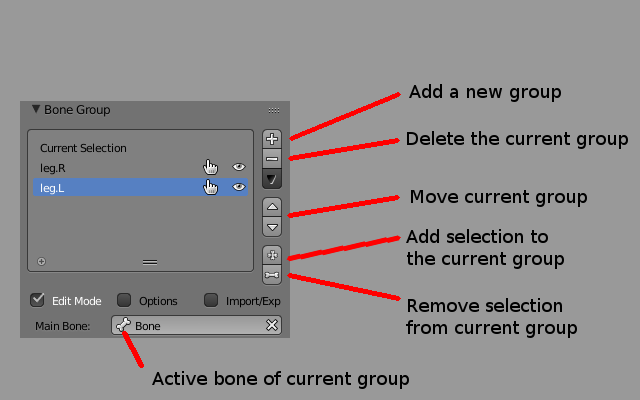 Add a new group
Bone Group
Delete the current group
Current Selection
leg.R
leg.L
Move current group
Add selection to
the current group
Edit Mode
Options
Import/Exp
Remove selection
from current group
Main Bone:
Bone
Active bone of current group